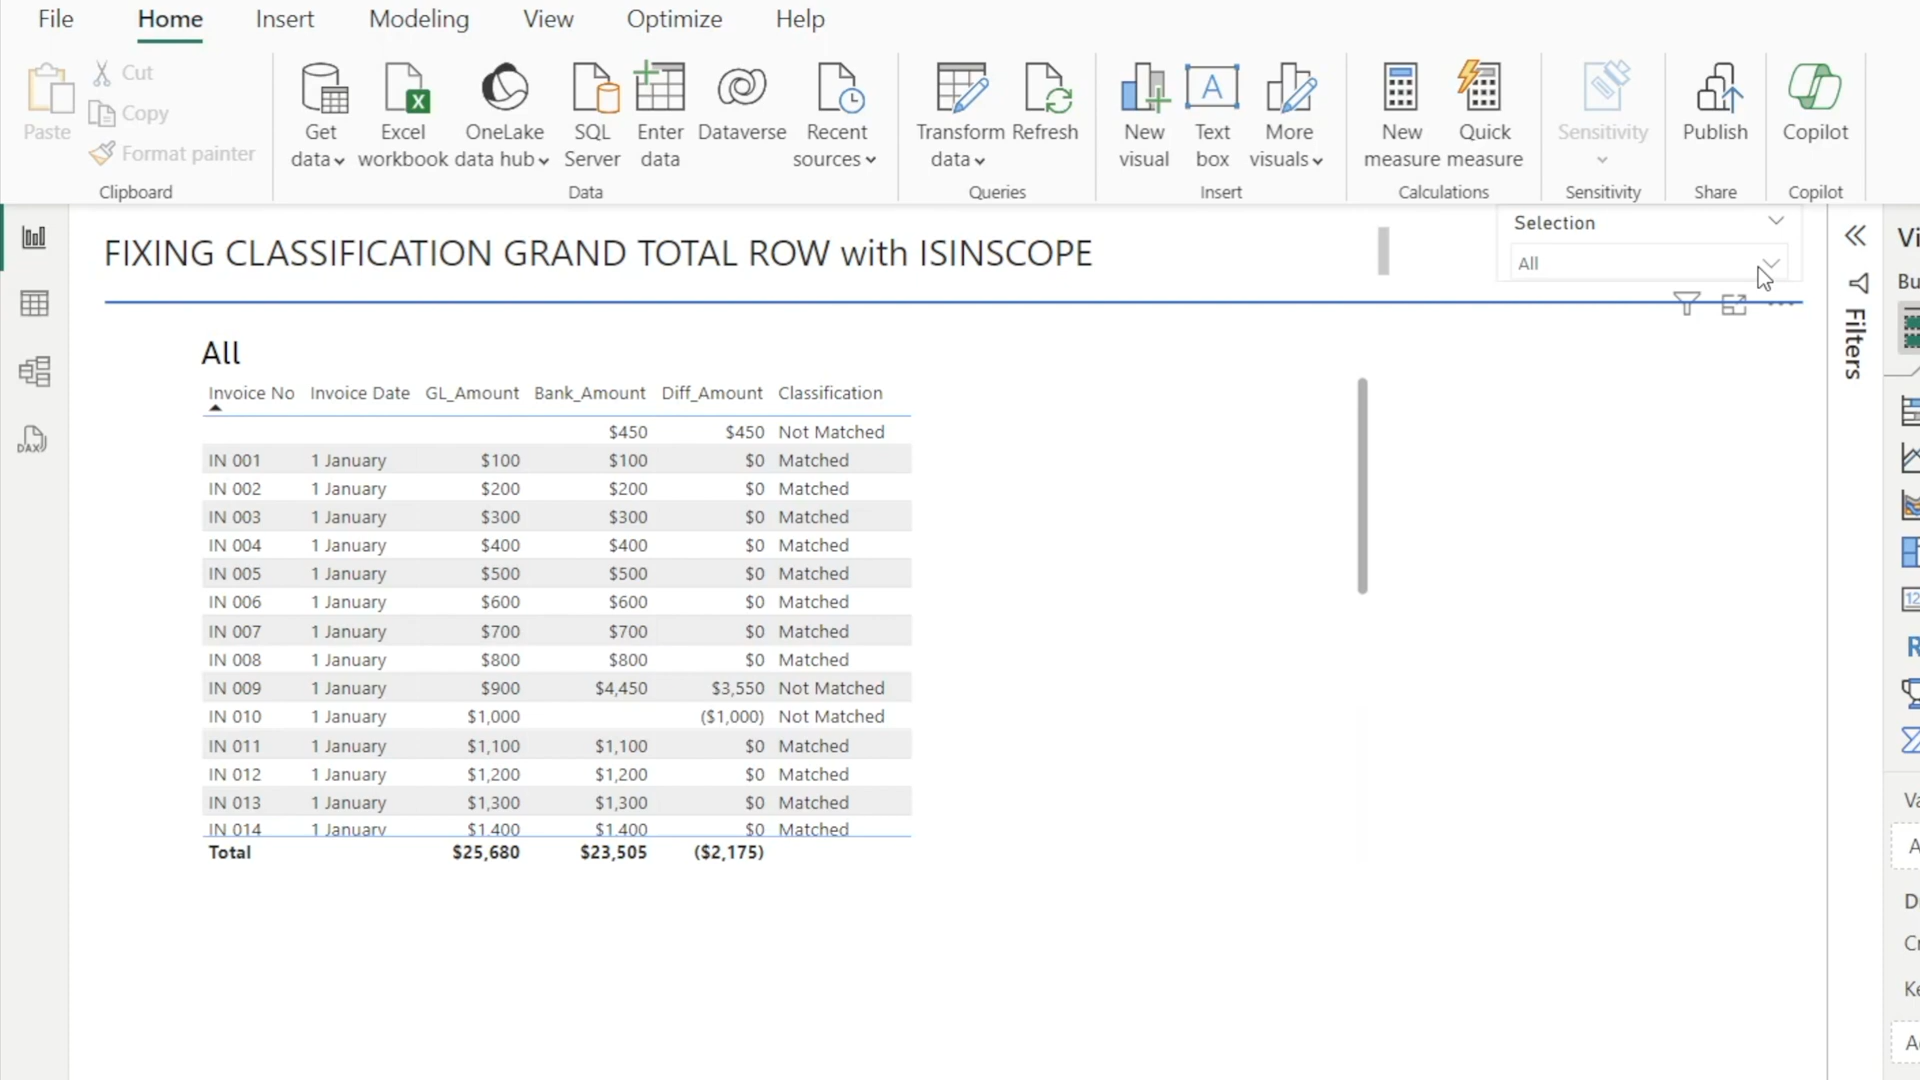 File Home Insert Modeling View Optimize Help
Paste
Cut
Copy
Format painter
Clipboard
Get data
Excel workbook
OneLake data hub
SQL Server
Enter data
Dataverse
Recent sources
Data
Transform data
Refresh
Queries
New visual
A
Text box
More visuals
Insert
New measure
Quick measure
Calculations
Sensitivity
Sensitivity
Publish
Share
Copilot
Copilot
DAX
FIXING CLASSIFICATION GRAND TOTAL ROW with ISINSCOPE
Selection
All
All
Invoice No Invoice Date GL_Amount Bank_Amount Diff_Amount Classification
$450 $450 Not Matched
IN 001 1 January $100 $100 $0 Matched
IN 002 1 January $200 $200 $0 Matched
IN 003 1 January $300 $300 $0 Matched
IN 004 1 January $400 $400 $0 Matched
IN 005 1 January $500 $500 $0 Matched
IN 006 1 January $600 $600 $0 Matched
IN 007 1 January $700 $700 $0 Matched
IN 008 1 January $800 $800 $0 Matched
IN 009 1 January $900 $4,450 $3,550 Not Matched
IN 010 1 January $1,000 ($1,000) Not Matched
IN 011 1 January $1,100 $1,100 $0 Matched
IN 012 1 January $1,200 $1,200 $0 Matched
IN 013 1 January $1,300 $1,300 $0 Matched
IN 014 1 January $1,400 $1,400 $0 Matched
Total $25,680 $23,505 ($2,175)
Filters